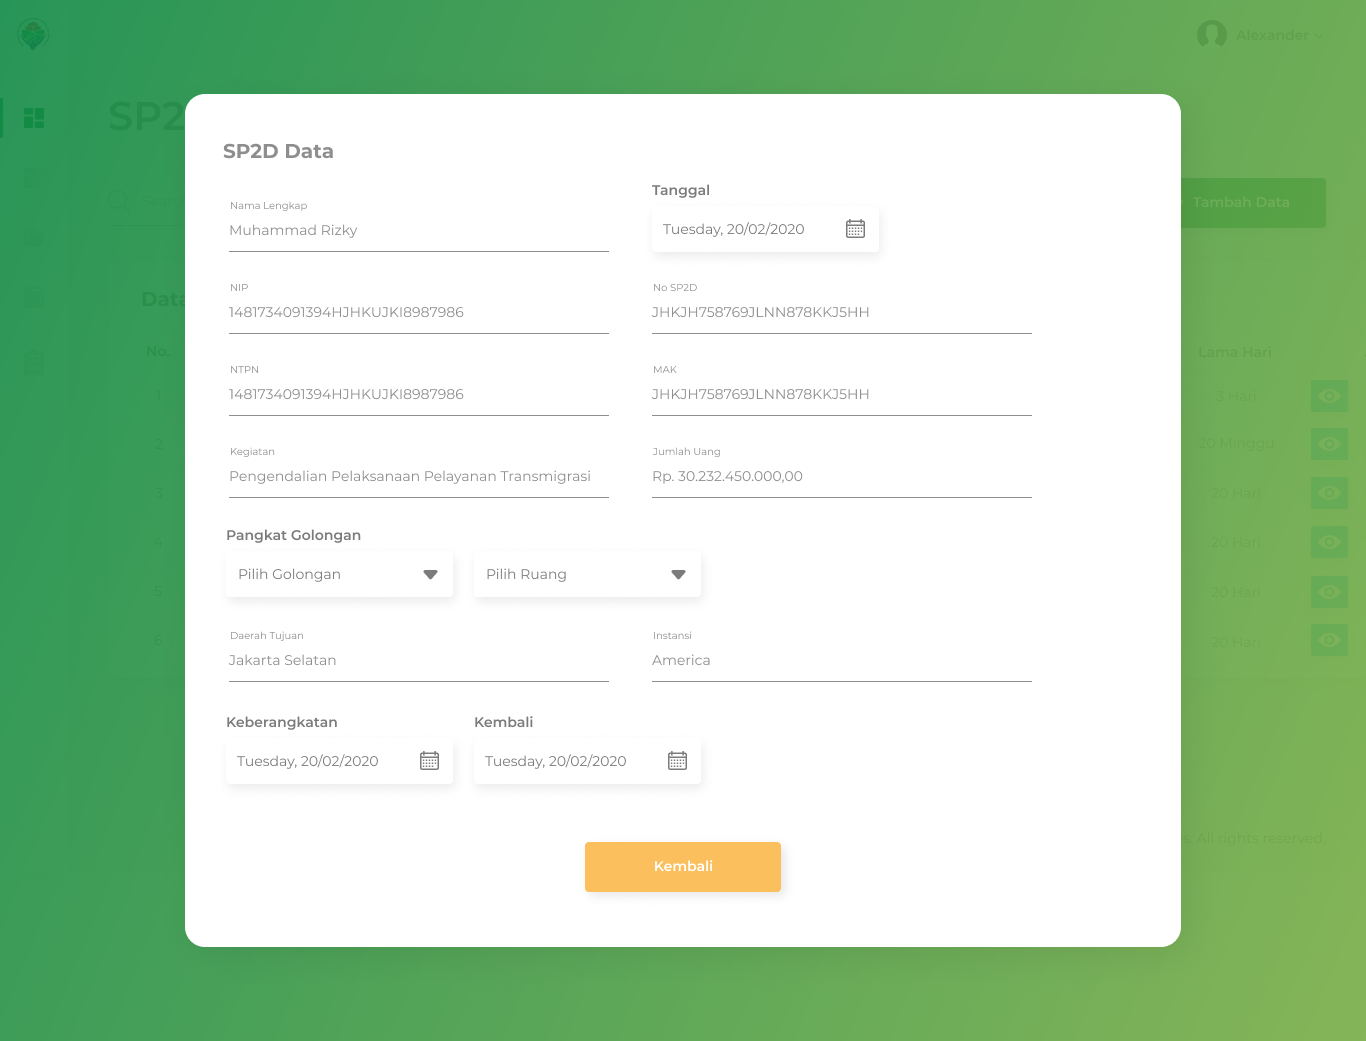 Alexander
SP2
Sear
Tambah Data
Data
No.
Lama Hari
1
3 Hari
2
20 Minggu
3
20 Hari
4
20 Hari
5
20 Hari
6
20 Hari
All rights reserved.
SP2D Data
Nama Lengkap
Muhammad Rizky
Tanggal
Tuesday, 20/02/2020
NIP
1481734091394HJHKUJKI8987986
No SP2D
JHKJH758769JLNN878KKJ5HH
NTPN
1481734091394HJHKUJKI8987986
MAK
JHKJH758769JLNN878KKJ5HH
Kegiatan
Pengendalian Pelaksanaan Pelayanan Transmigrasi
Jumlah Uang
Rp. 30.232.450.000,00
Pangkat Golongan
Pilih Golongan
Pilih Ruang
Daerah Tujuan
Jakarta Selatan
Instansi
America
Keberangkatan
Tuesday, 20/02/2020
Kembali
Tuesday, 20/02/2020
Kembali